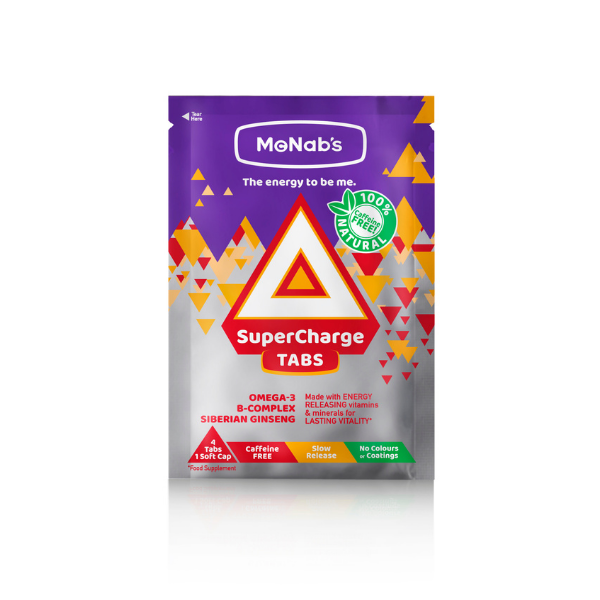 Tear
Here
McNab's
The energy to be me.
100%
Caffeine
FREE!
NATURAL
SuperCharge
TABS
OMEGA-3
B-COMPLEX
SIBERIAN GINSENG
Made with ENERGY
RELEASING vitamins
& minerals for
LASTING VITALITY*
4
Tabs
1 Soft Cap
Caffeine
FREE
Slow
Release
No Colours
or Coatings
*Food Supplement